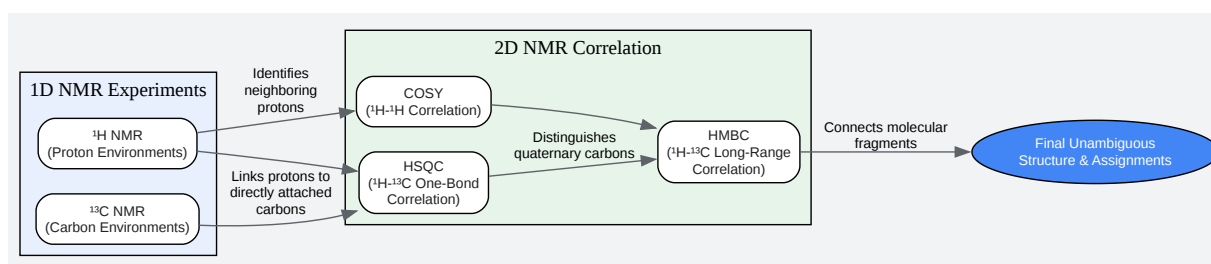 1D NMR Experiments
¹H NMR
(Proton Environments)
¹³C NMR
(Carbon Environments)
Identifies
neighboring
protons
Links protons to
directly attached
carbons
2D NMR Correlation
COSY
(¹H-¹H Correlation)
HSQC
(¹H-¹³C One-Bond
Correlation)
Distinguishes
quaternary carbons
HMBC
(¹H-¹³C Long-Range
Correlation)
Connects molecular
fragments
Final Unambiguous
Structure & Assignments